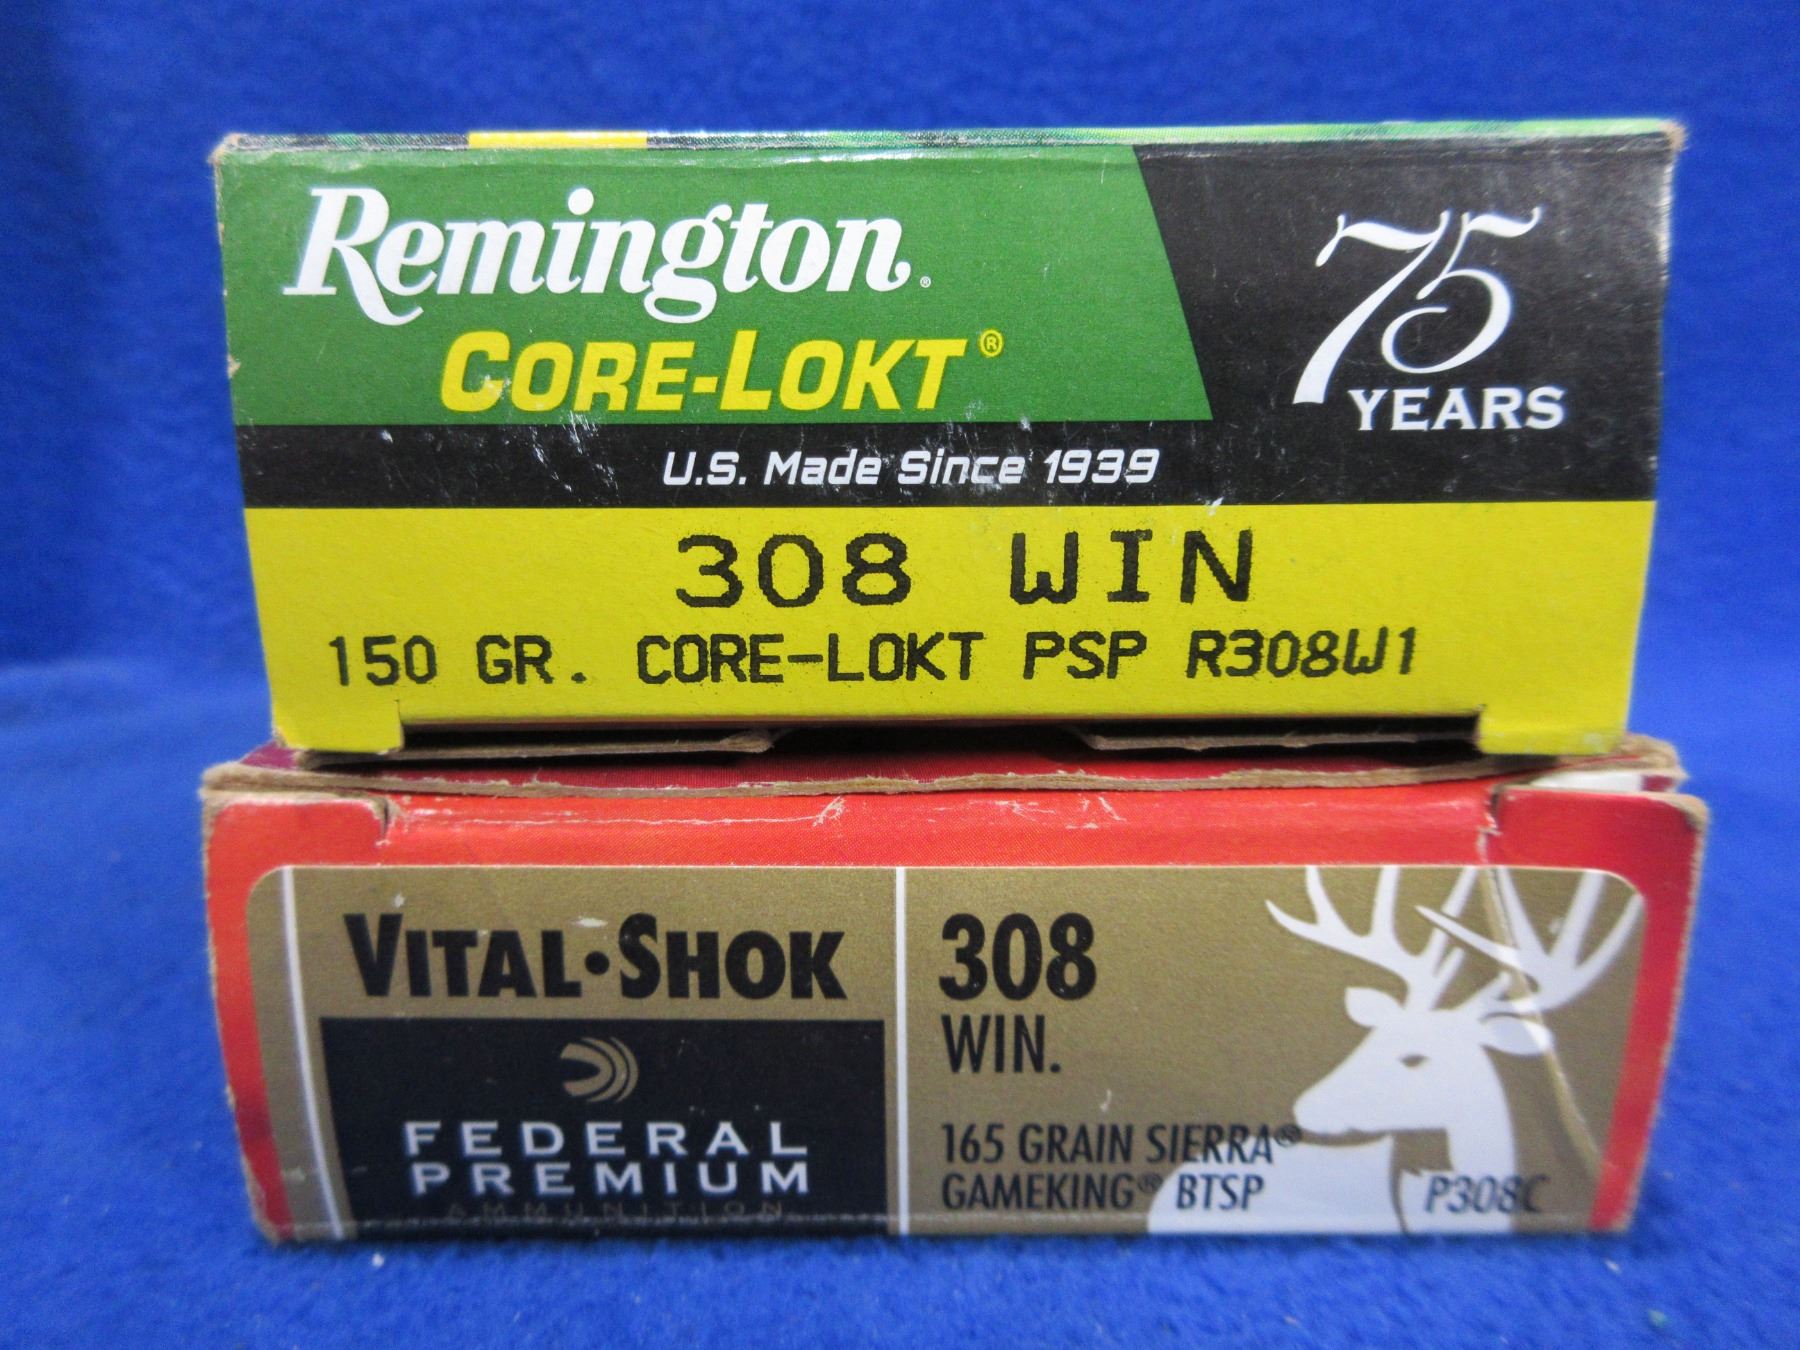 Remington®
CORE-LOKT®
75
YEARS
U.S. Made Since 1939
308 WIN
150 GR. CORE-LOKT PSP R308W1
VITAL•SHOK
FEDERAL
PREMIUM
AMMUNITION
308
WIN.
165 GRAIN SIERRA®
GAMEKING® BTSP
P308C